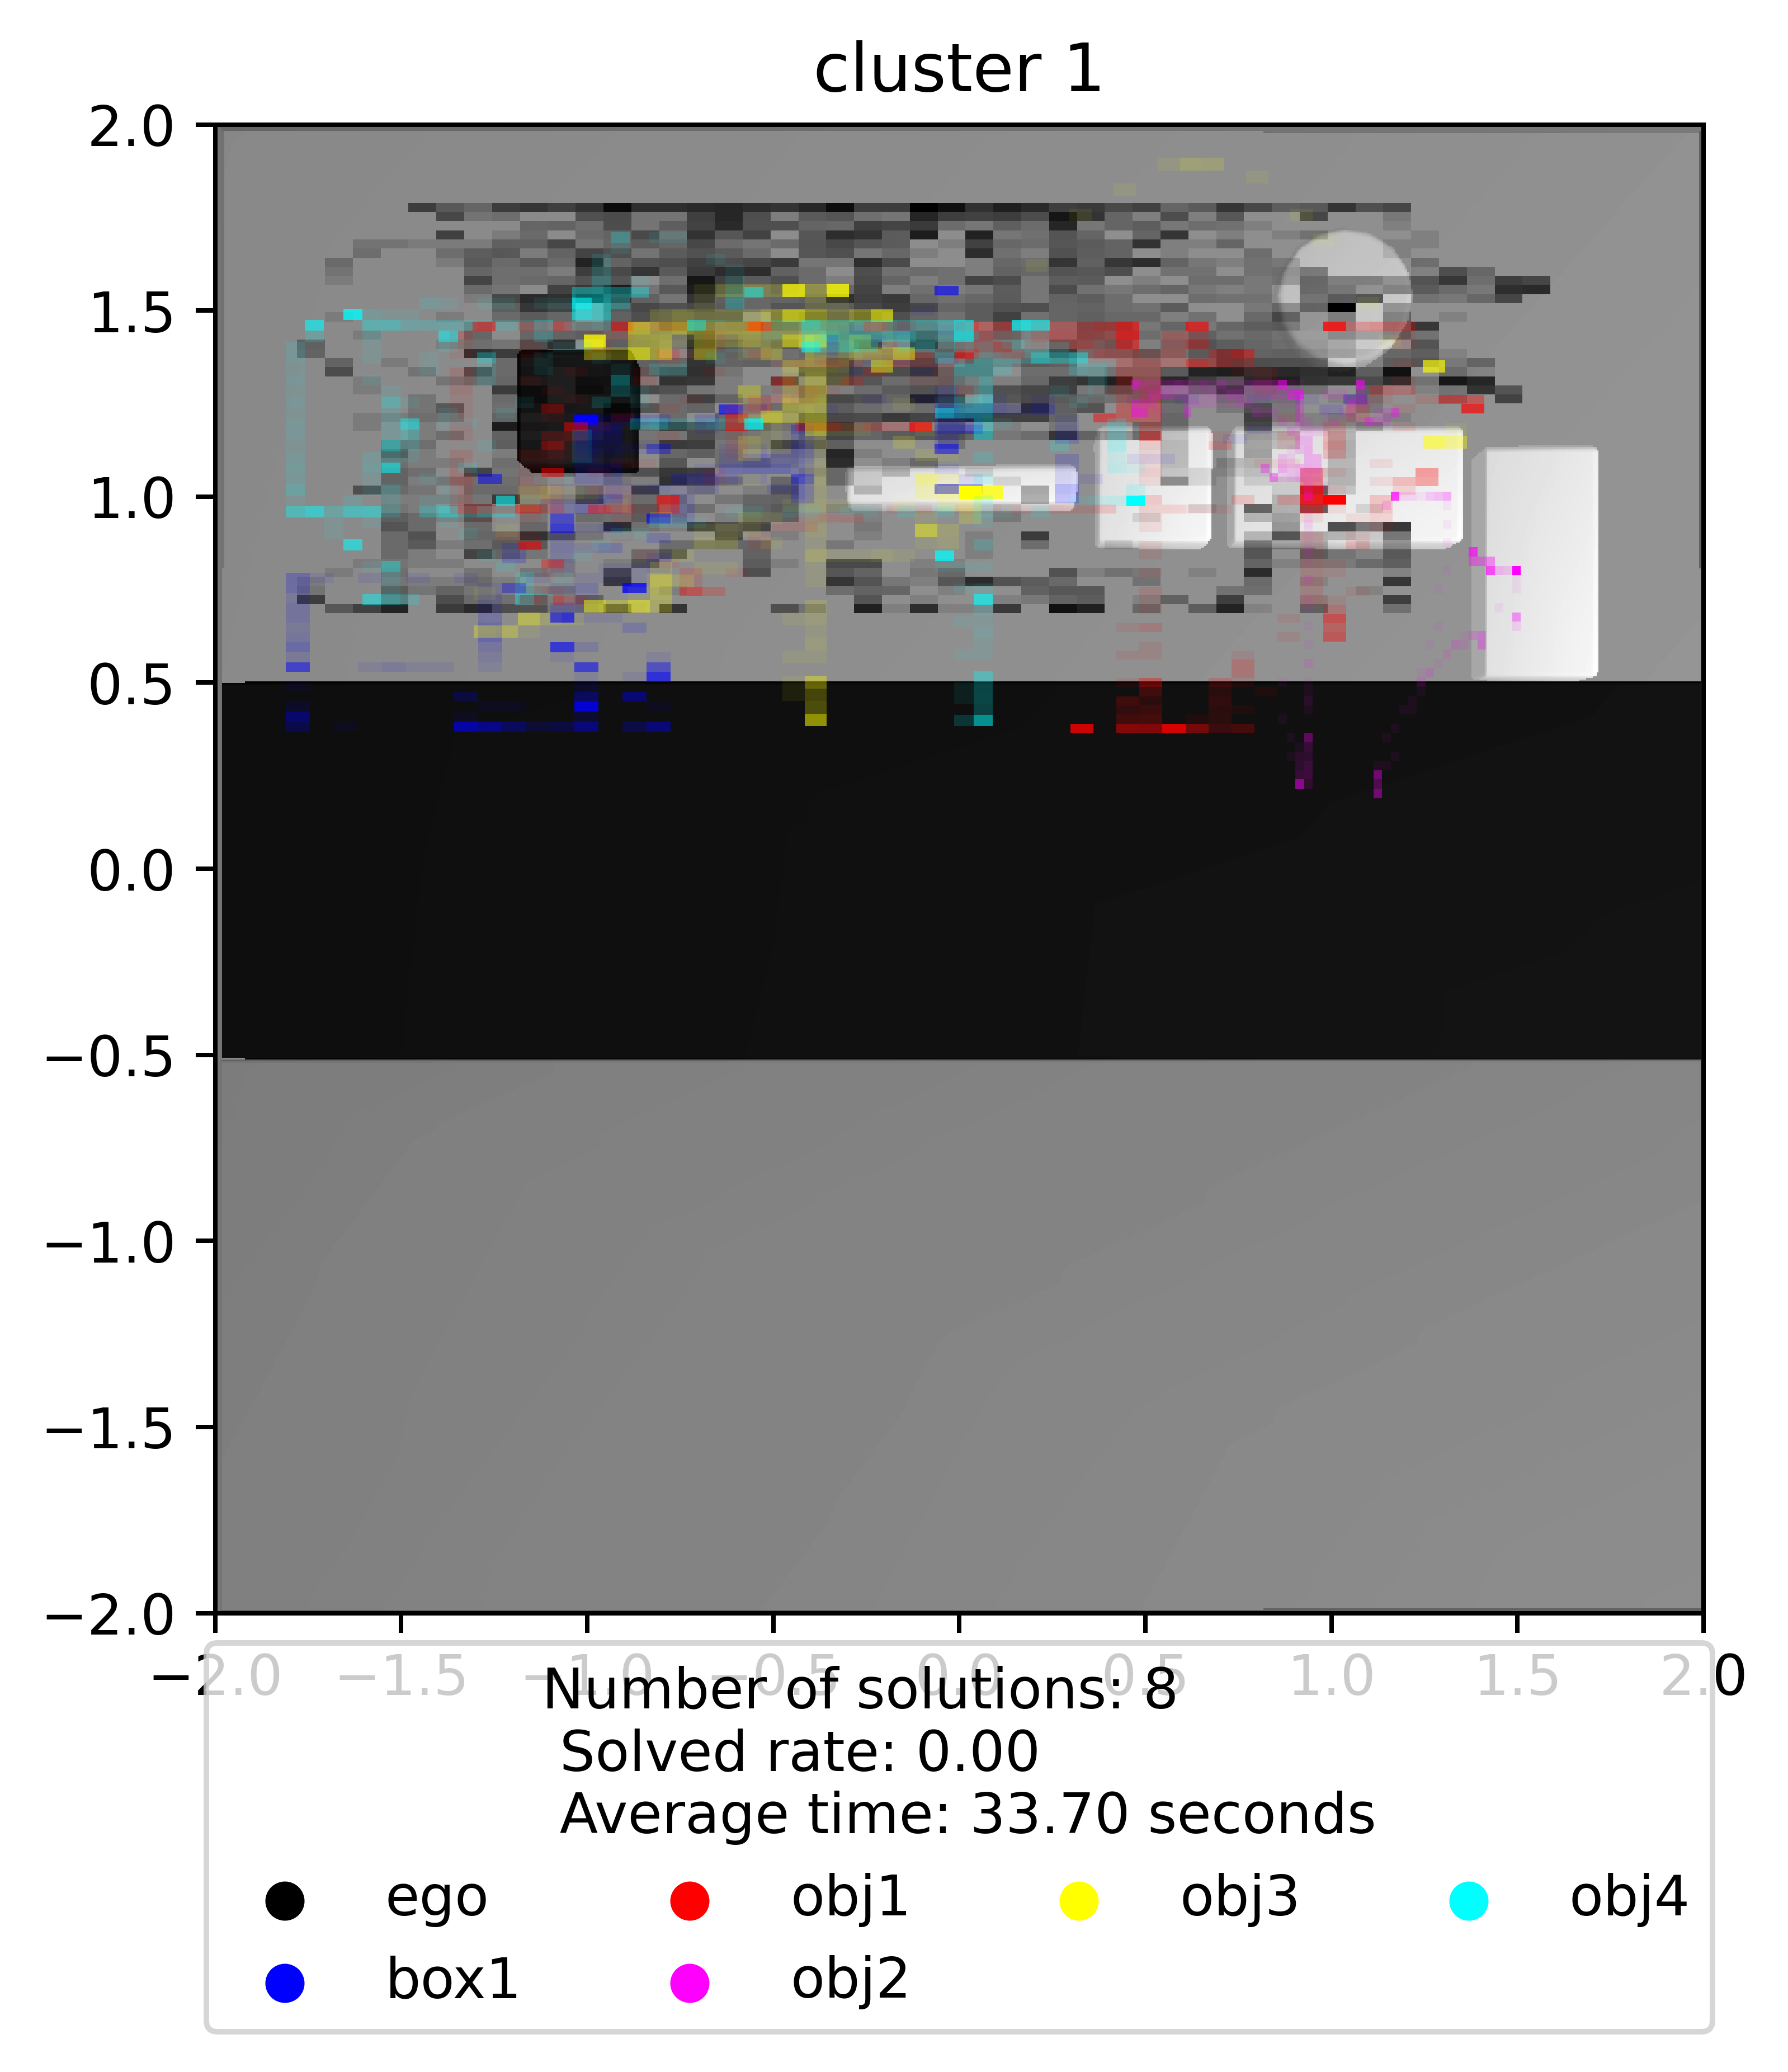 cluster 1
2.0
1.5
1.0
0.5
0.0
−0.5
−1.0
−1.5
−2.0
−2.0 −1.5 −1.0 −0.5 0.0 0.5 1.0 1.5 2.0
Number of solutions: 8
Solved rate: 0.00
Average time: 33.70 seconds
ego obj1 obj3 obj4
box1 obj2